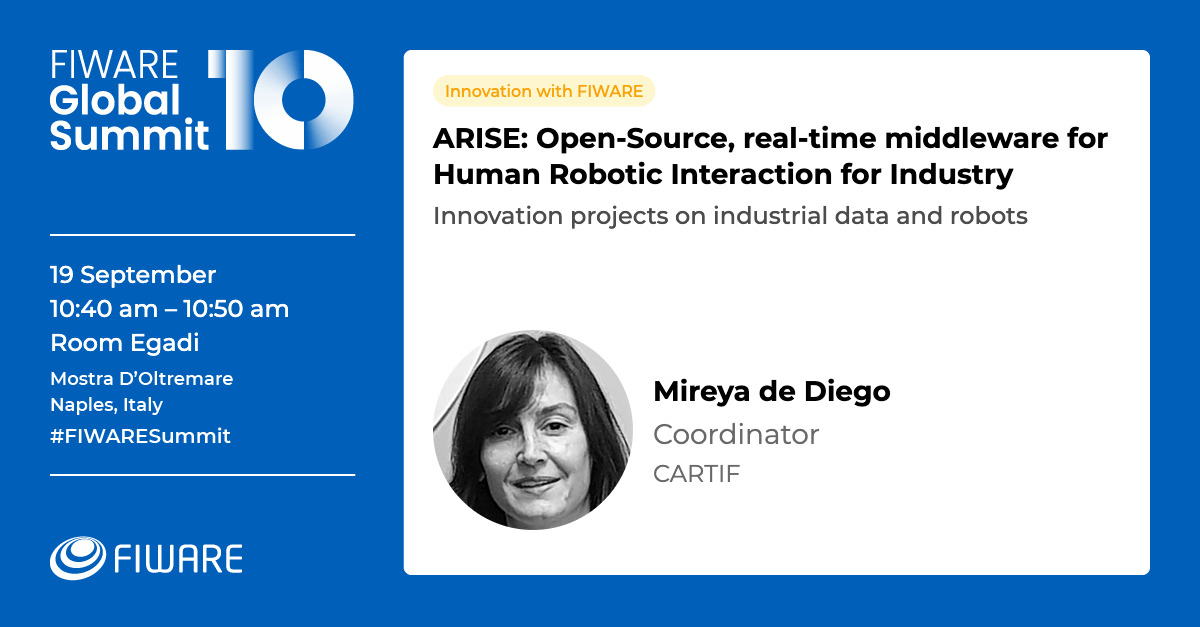 FIWARE
Global
Summit
10
19 September
10:40 am – 10:50 am
Room Egadi
Mostra D’Oltremare
Naples, Italy
#FIWARESummit
FIWARE
Innovation with FIWARE
ARISE: Open-Source, real-time middleware for
Human Robotic Interaction for Industry
Innovation projects on industrial data and robots
Mireya de Diego
Coordinator
CARTIF